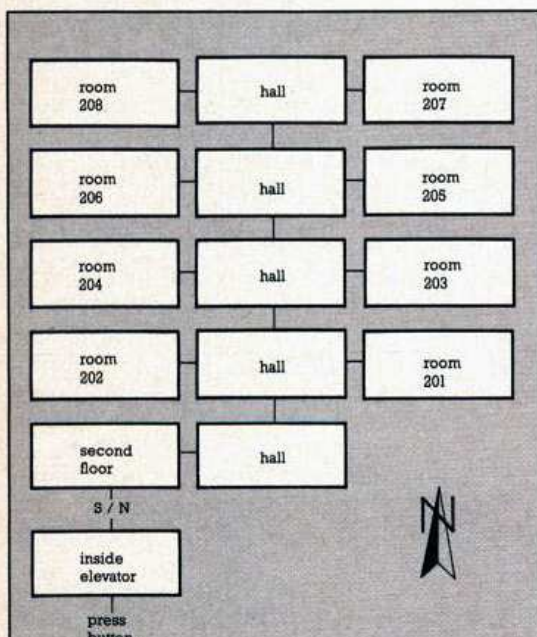 room
208
hall
room
207
room
206
hall
room
205
room
204
hall
room
203
room
202
hall
room
201
second
floor
hall
S / N
N
inside
elevator
press
button